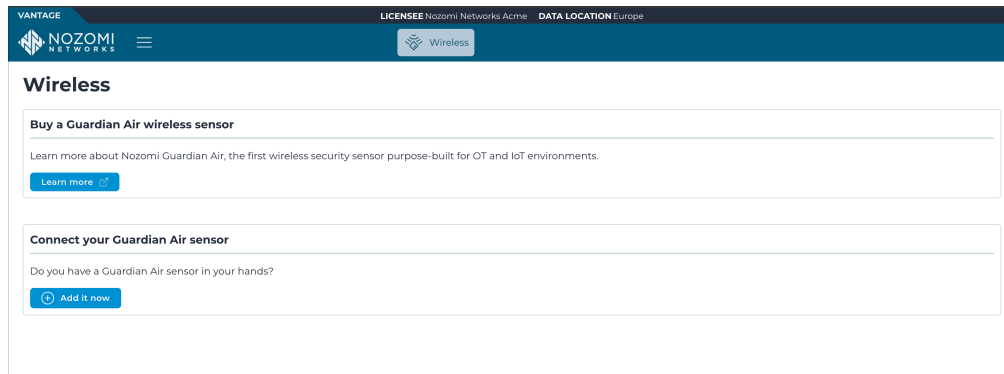 VANTAGE
LICENSEE Nozomi Networks Acme DATA LOCATION Europe
NOZOMI
NETWORKS
Wireless
Wireless
Buy a Guardian Air wireless sensor
Learn more about Nozomi Guardian Air, the first wireless security sensor purpose-built for OT and IoT environments.
Learn more
Connect your Guardian Air sensor
Do you have a Guardian Air sensor in your hands?
Add it now